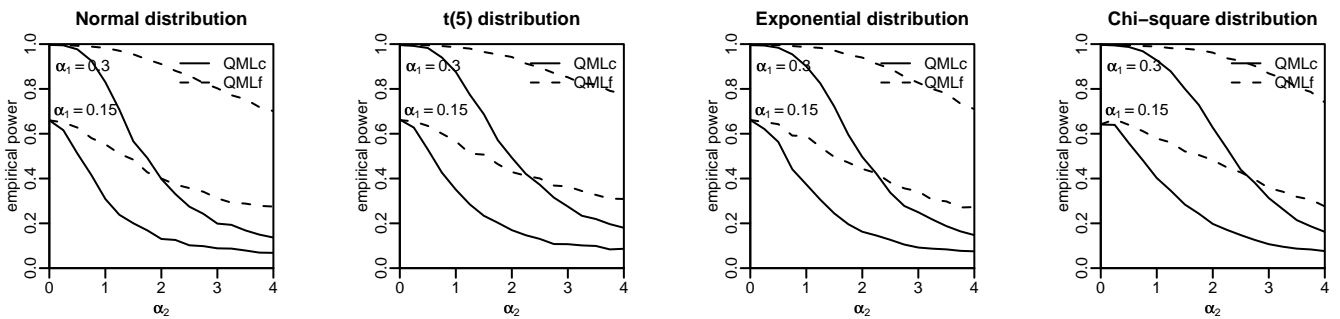 Normal distribution
empirical power
0.0 0.2 0.4 0.6 0.8 1.0
α1 = 0.3
α1 = 0.15
QMLc
QMLf
0 1 2 3 4
α2
t(5) distribution
empirical power
0.0 0.2 0.4 0.6 0.8 1.0
α1 = 0.3
α1 = 0.15
QMLc
QMLf
0 1 2 3 4
α2
Exponential distribution
empirical power
0.0 0.2 0.4 0.6 0.8 1.0
α1 = 0.3
α1 = 0.15
QMLc
QMLf
0 1 2 3 4
α2
Chi−square distribution
empirical power
0.0 0.2 0.4 0.6 0.8 1.0
α1 = 0.3
α1 = 0.15
QMLc
QMLf
0 1 2 3 4
α2